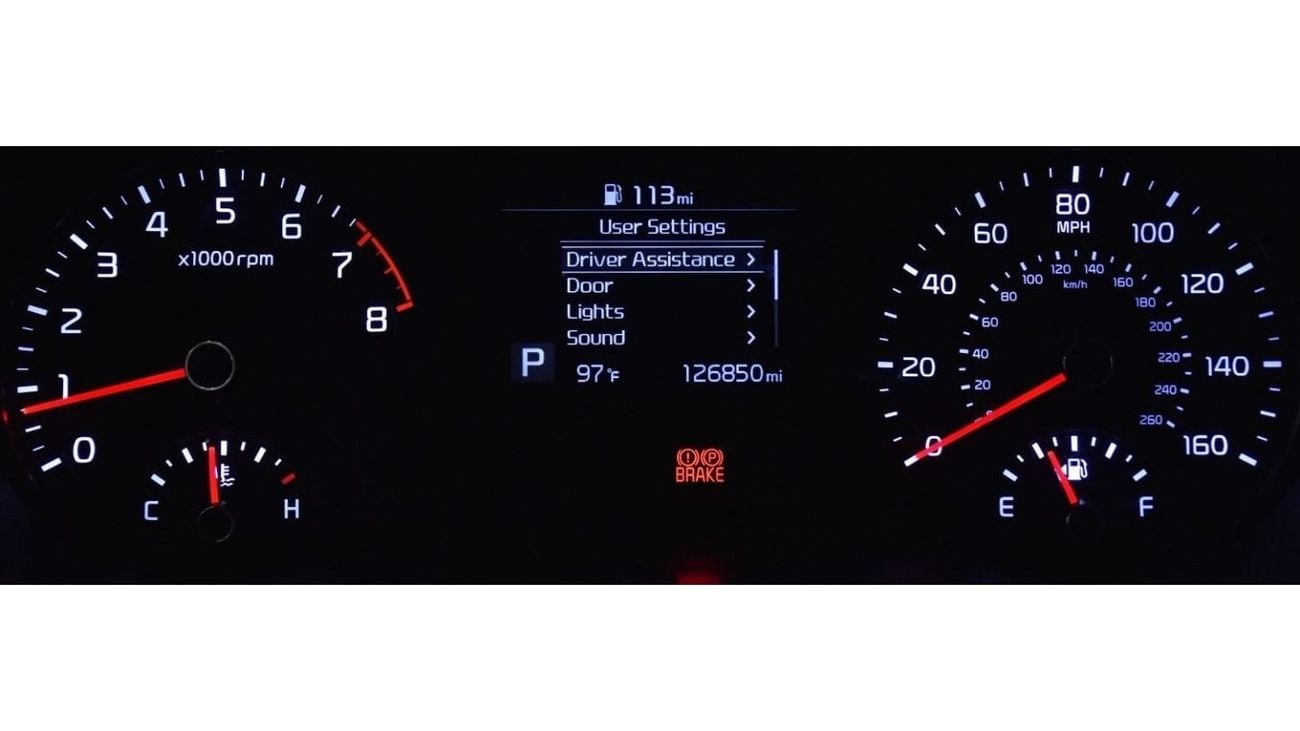 113mi
User Settings
Driver Assistance >
Door >
Lights >
Sound >
P
97°F
126850mi
BRAKE
0
1
2
3
4
5
6
7
8
x1000rpm
C
H
0
20
40
60
80
MPH
100
120
140
160
0
20
40
60
80
100
120
140
160
180
200
220
240
260
km/h
E
F